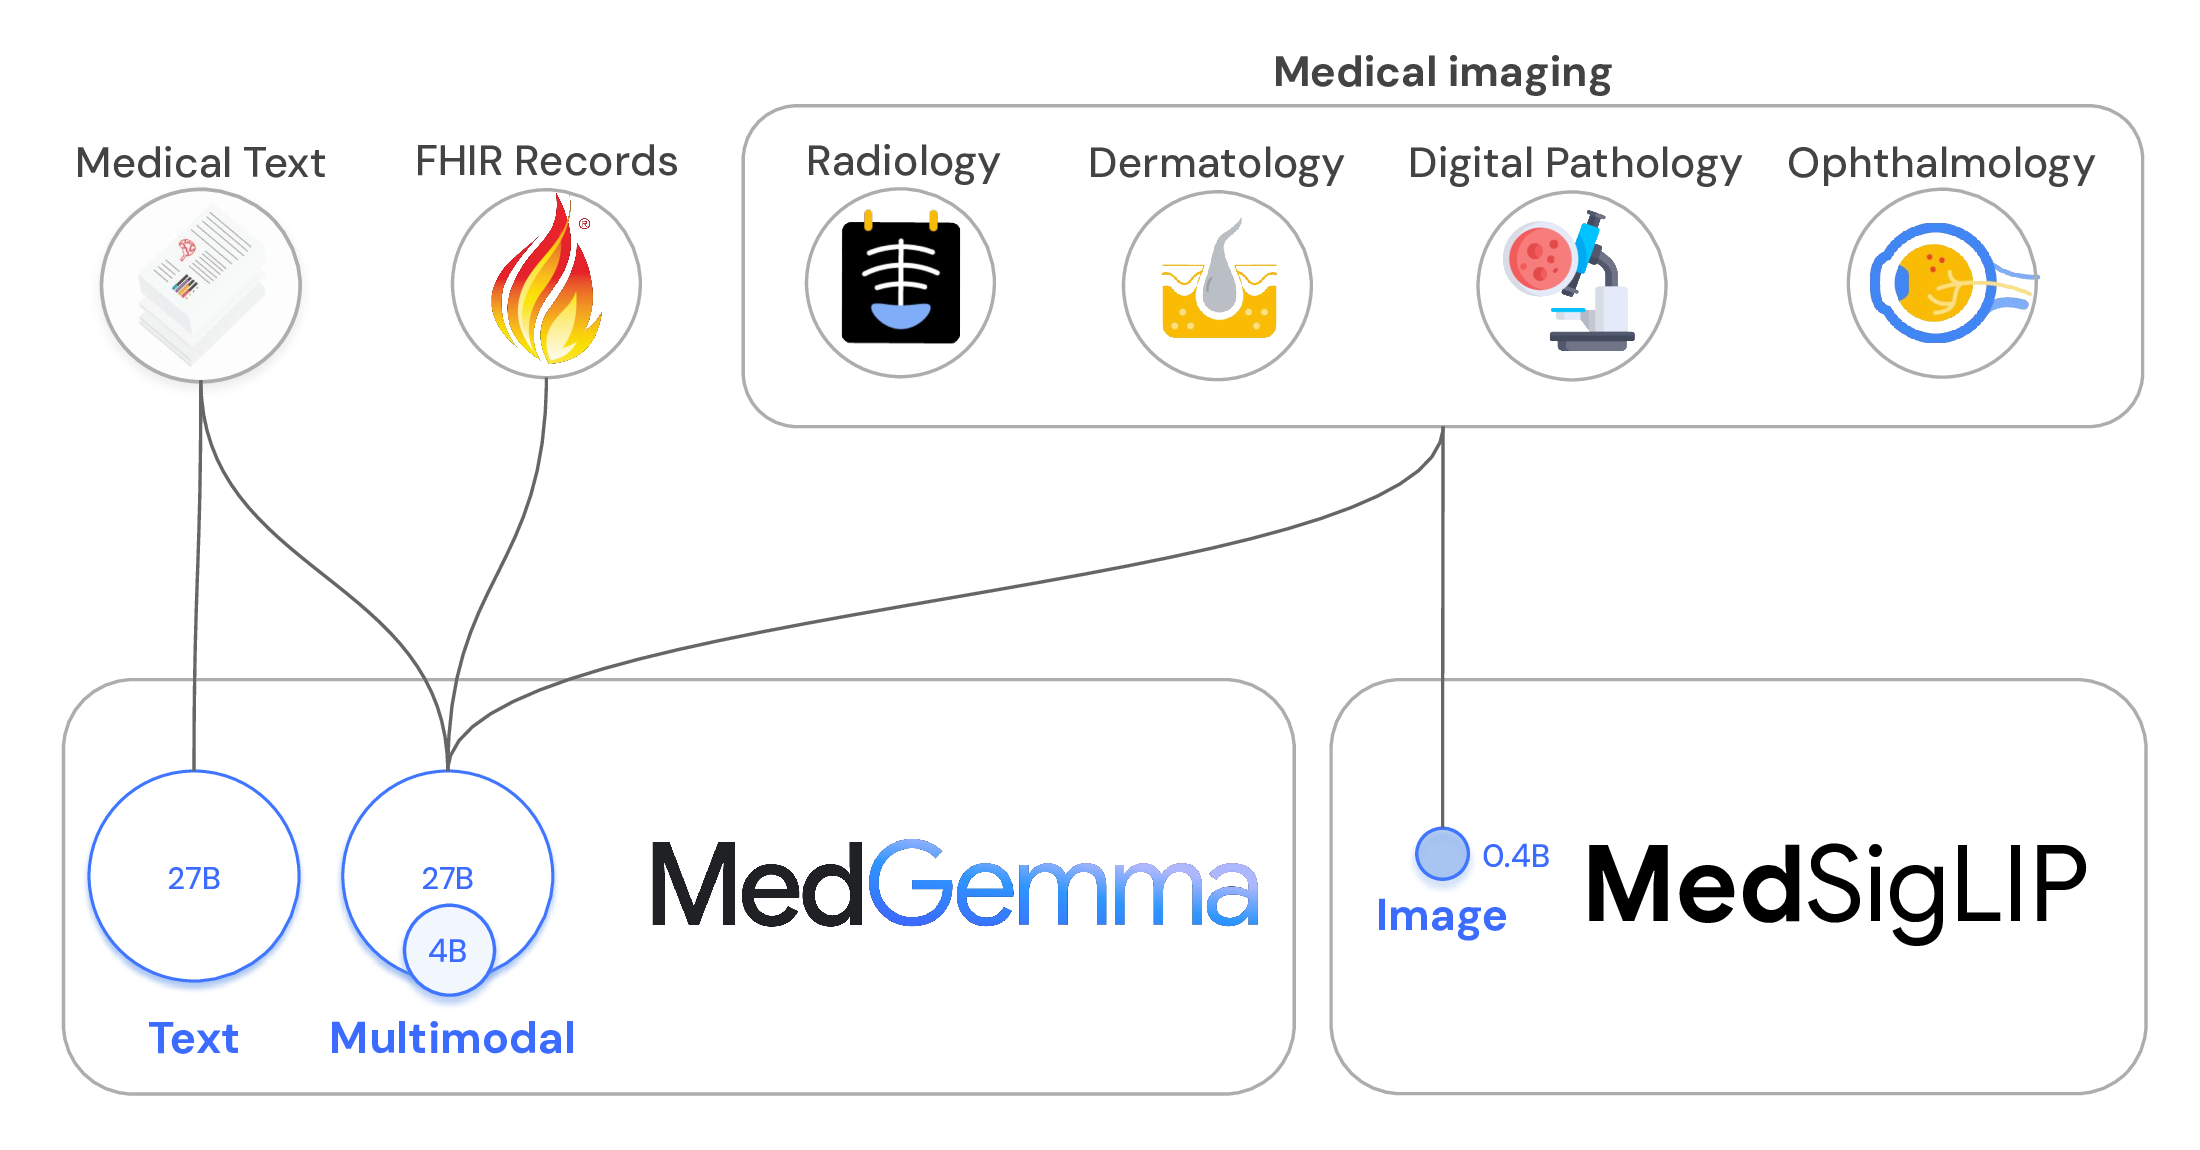 Medical imaging
Medical Text
FHIR Records
Radiology
Dermatology
Digital Pathology
Ophthalmology
®
27B
27B
4B
Text
Multimodal
MedGemma
0.4B
Image
MedSigLIP